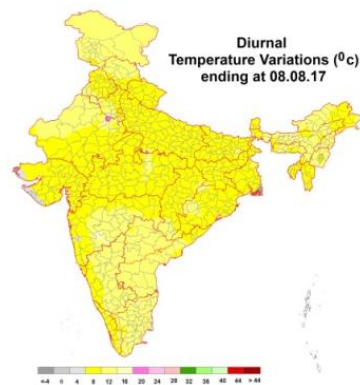 Diurnal
Temperature Variations (⁰c)
ending at 08.08.17
<-4 0 4 8 12 16 20 24 28 32 36 40 44 > 44